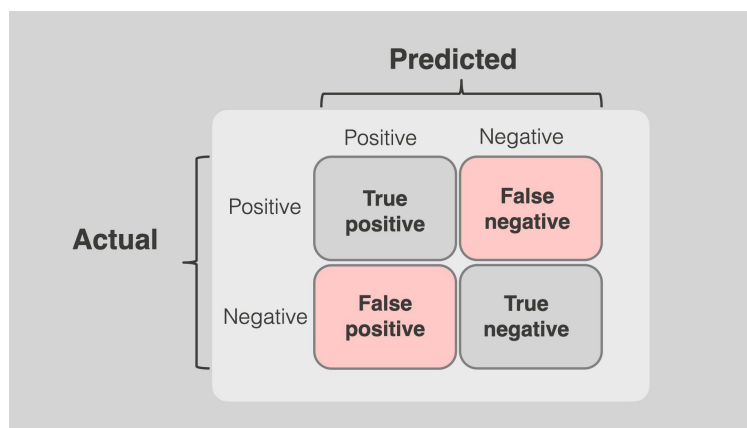 Predicted
Positive
Negative
Actual
Positive
True
positive
False
negative
Negative
False
positive
True
negative